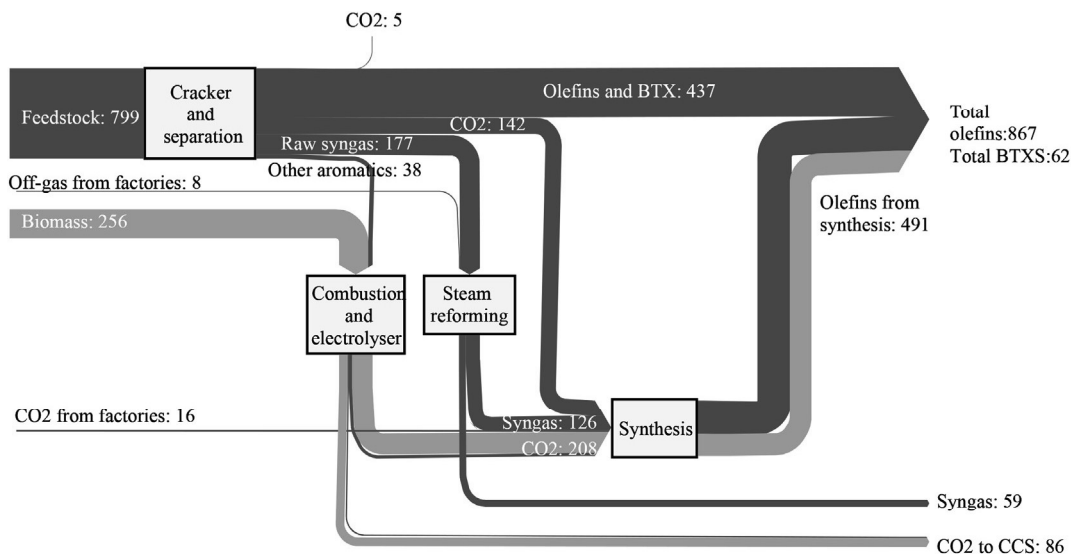 CO2: 5
Feedstock: 799
Cracker
and
separation
Olefins and BTX: 437
CO2: 142
Raw syngas: 177
Other aromatics: 38
Total
olefins:867
Total BTXS:62
Off-gas from factories: 8
Biomass: 256
Olefins from
synthesis: 491
Combustion
and
electrolyser
Steam
reforming
CO2 from factories: 16
Syngas: 126
CO2: 208
Synthesis
Syngas: 59
CO2 to CCS: 86